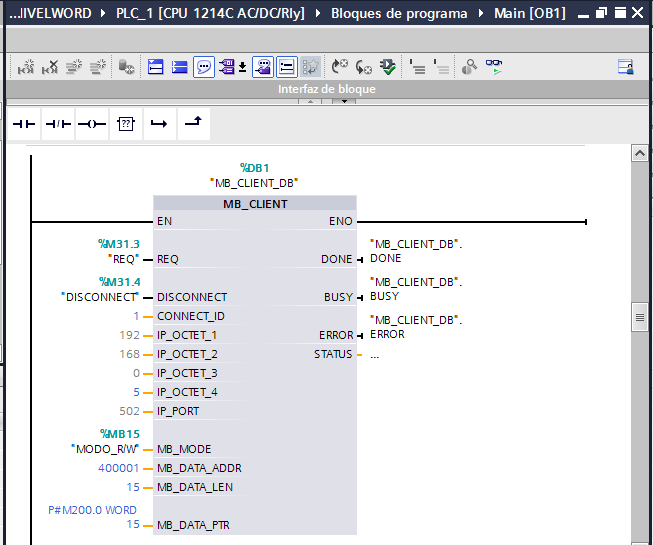 ...IIVELWORD ▸ PLC_1 [CPU 1214C AC/DC/Rly] ▸ Bloques de programa ▸ Main [OB1]
Interfaz de bloque
??
%DB1
"MB_CLIENT_DB"
MB_CLIENT
EN ENO
%M31.3
"REQ" REQ
DONE "MB_CLIENT_DB".
DONE
%M31.4
"DISCONNECT" DISCONNECT
BUSY "MB_CLIENT_DB".
BUSY
1 CONNECT_ID
192 IP_OCTET_1
ERROR "MB_CLIENT_DB".
ERROR
168 IP_OCTET_2 STATUS ...
0 IP_OCTET_3
5 IP_OCTET_4
502 IP_PORT
%MB15
"MODO_R/W" MB_MODE
400001 MB_DATA_ADDR
15 MB_DATA_LEN
P#M200.0 WORD
15 MB_DATA_PTR